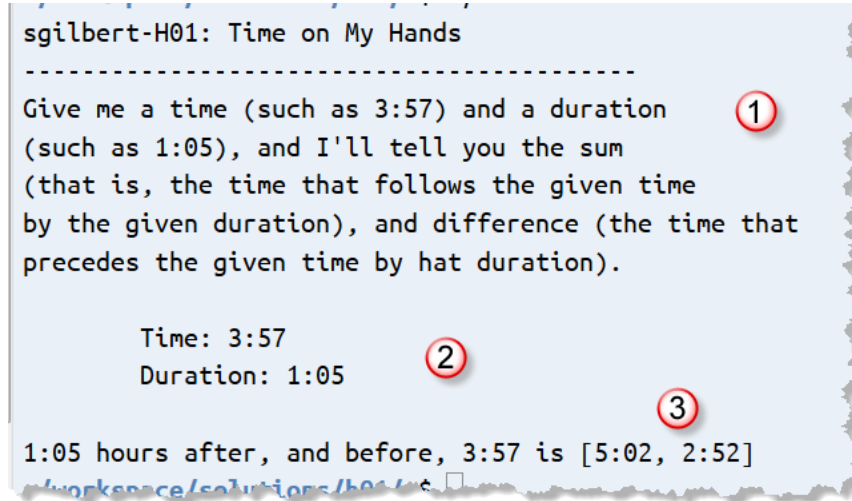 sgilbert-H01: Time on My Hands
------------------------------------------
Give me a time (such as 3:57) and a duration 1
(such as 1:05), and I'll tell you the sum
(that is, the time that follows the given time
by the given duration), and difference (the time that
precedes the given time by hat duration).
Time: 3:57
2
Duration: 1:05
3
1:05 hours after, and before, 3:57 is [5:02, 2:52]
~/workspace/solutions/h01/ $